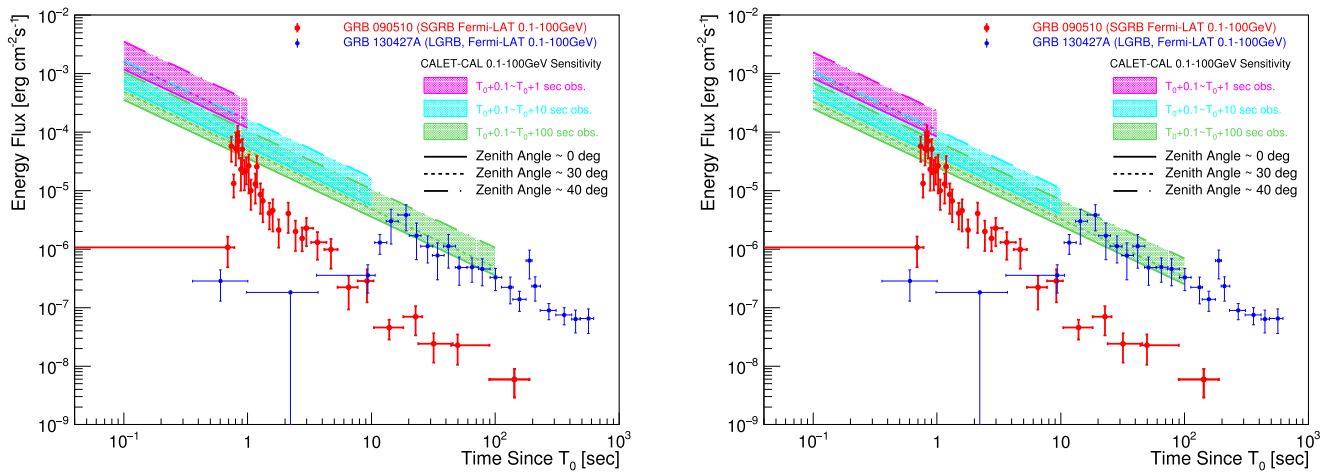 Energy Flux [erg cm⁻²s⁻¹]
10⁻²
10⁻³
10⁻⁴
10⁻⁵
10⁻⁶
10⁻⁷
10⁻⁸
10⁻⁹
GRB 090510 (SGRB Fermi-LAT 0.1-100GeV)
GRB 130427A (LGRB, Fermi-LAT 0.1-100GeV)
CALET-CAL 0.1-100GeV Sensitivity
T₀+0.1~T₀+1 sec obs.
T₀+0.1~T₀+10 sec obs.
T₀+0.1~T₀+100 sec obs.
Zenith Angle ~ 0 deg
Zenith Angle ~ 30 deg
Zenith Angle ~ 40 deg
10⁻¹ 1 10 10² 10³
Time Since T₀ [sec]
Energy Flux [erg cm⁻²s⁻¹]
10⁻²
10⁻³
10⁻⁴
10⁻⁵
10⁻⁶
10⁻⁷
10⁻⁸
10⁻⁹
GRB 090510 (SGRB Fermi-LAT 0.1-100GeV)
GRB 130427A (LGRB, Fermi-LAT 0.1-100GeV)
CALET-CAL 0.1-100GeV Sensitivity
T₀+0.1~T₀+1 sec obs.
T₀+0.1~T₀+10 sec obs.
T₀+0.1~T₀+100 sec obs.
Zenith Angle ~ 0 deg
Zenith Angle ~ 30 deg
Zenith Angle ~ 40 deg
10⁻¹ 1 10 10² 10³
Time Since T₀ [sec]